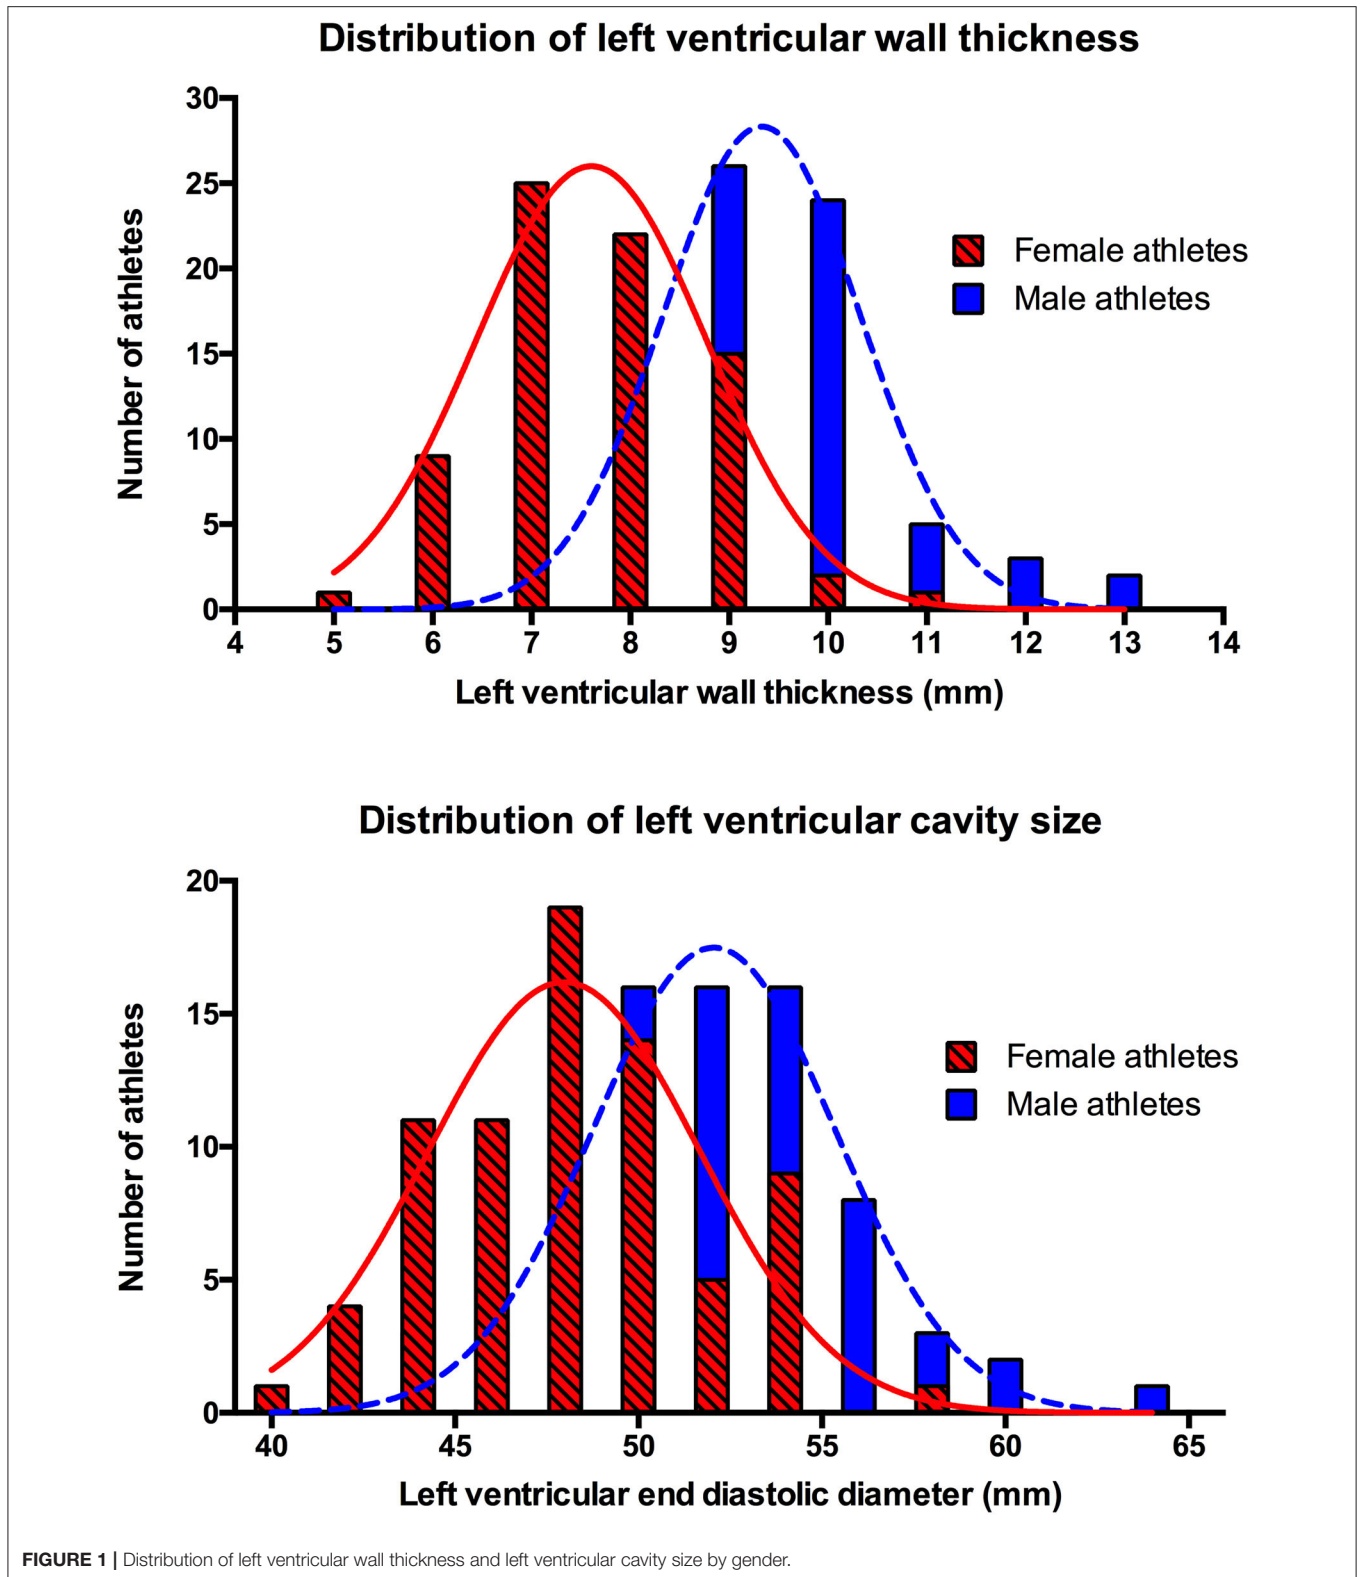 Distribution of left ventricular wall thickness
30
25
20
15
10
5
0
Number of athletes
Female athletes
Male athletes
4 5 6 7 8 9 10 11 12 13 14
Left ventricular wall thickness (mm)
Distribution of left ventricular cavity size
20
15
10
5
0
Number of athletes
Female athletes
Male athletes
40 45 50 55 60 65
Left ventricular end diastolic diameter (mm)
FIGURE 1 | Distribution of left ventricular wall thickness and left ventricular cavity size by gender.